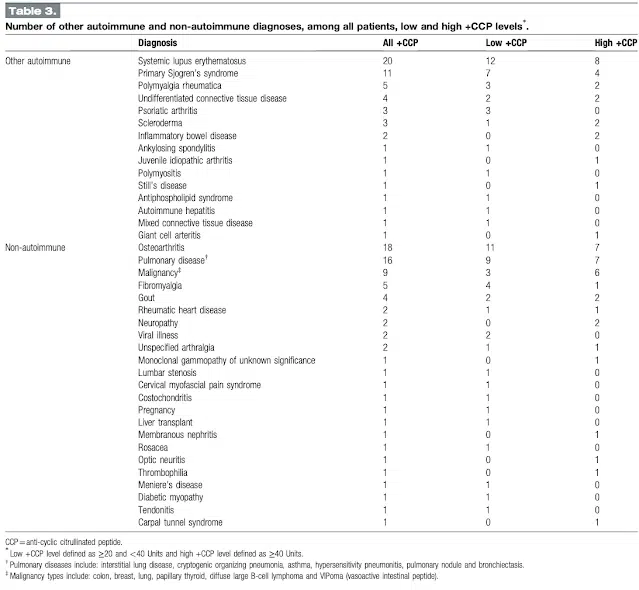 Table 3.
Number of other autoimmune and non-autoimmune diagnoses, among all patients, low and high +CCP levels*.
Diagnosis All +CCP Low +CCP High +CCP
Other autoimmune Systemic lupus erythematosus 20 12 8
Primary Sjogren's syndrome 11 7 4
Polymyalgia rheumatica 5 3 2
Undifferentiated connective tissue disease 4 2 2
Psoriatic arthritis 3 3 0
Scleroderma 3 1 2
Inflammatory bowel disease 2 0 2
Ankylosing spondylitis 1 1 0
Juvenile idiopathic arthritis 1 0 1
Polymyositis 1 1 0
Still's disease 1 0 1
Antiphospholipid syndrome 1 1 0
Autoimmune hepatitis 1 1 0
Mixed connective tissue disease 1 1 0
Giant cell arteritis 1 0 1
Non-autoimmune Osteoarthritis 18 11 7
Pulmonary disease† 16 9 7
Malignancy‡ 9 3 6
Fibromyalgia 5 4 1
Gout 4 2 2
Rheumatic heart disease 2 1 1
Neuropathy 2 0 2
Viral illness 2 2 0
Unspecified arthralgia 2 1 1
Monoclonal gammopathy of unknown significance 1 0 1
Lumbar stenosis 1 1 0
Cervical myofascial pain syndrome 1 1 0
Costochondritis 1 1 0
Pregnancy 1 1 0
Liver transplant 1 1 0
Membranous nephritis 1 0 1
Rosacea 1 1 0
Optic neuritis 1 0 1
Thrombophilia 1 0 1
Meniere's disease 1 1 0
Diabetic myopathy 1 1 0
Tendonitis 1 1 0
Carpal tunnel syndrome 1 0 1
CCP=anti-cyclic citrullinated peptide.
* Low +CCP level defined as ≥20 and <40 Units and high +CCP level defined as ≥40 Units.
† Pulmonary diseases include: interstitial lung disease, cryptogenic organizing pneumonia, asthma, hypersensitivity pneumonitis, pulmonary nodule and bronchiectasis.
‡ Malignancy types include: colon, breast, lung, papillary thyroid, diffuse large B-cell lymphoma and VIPoma (vasoactive intestinal peptide).